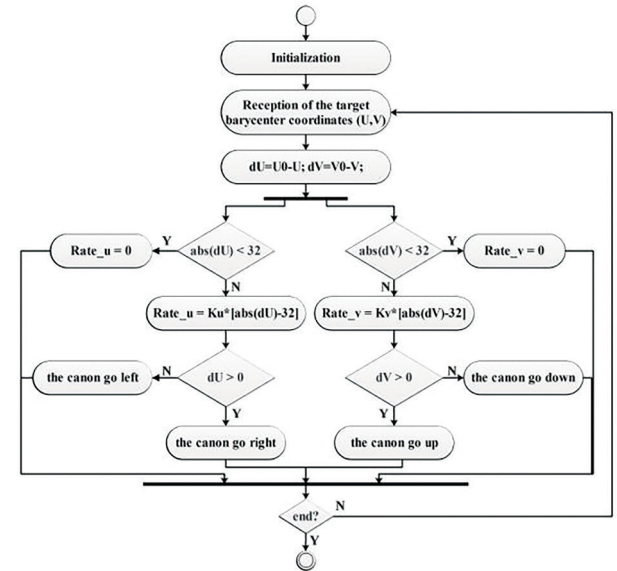 Initialization
Reception of the target
barycenter coordinates (U,V)
dU=U0-U; dV=V0-V;
Rate_u = 0
Y
abs(dU) < 32
abs(dV) < 32
Y
Rate_v = 0
N
N
Rate_u = Ku*[abs(dU)-32]
Rate_v = Kv*[abs(dV)-32]
the canon go left
N
dU > 0
dV > 0
N
the canon go down
Y
Y
the canon go right
the canon go up
end?
N
Y